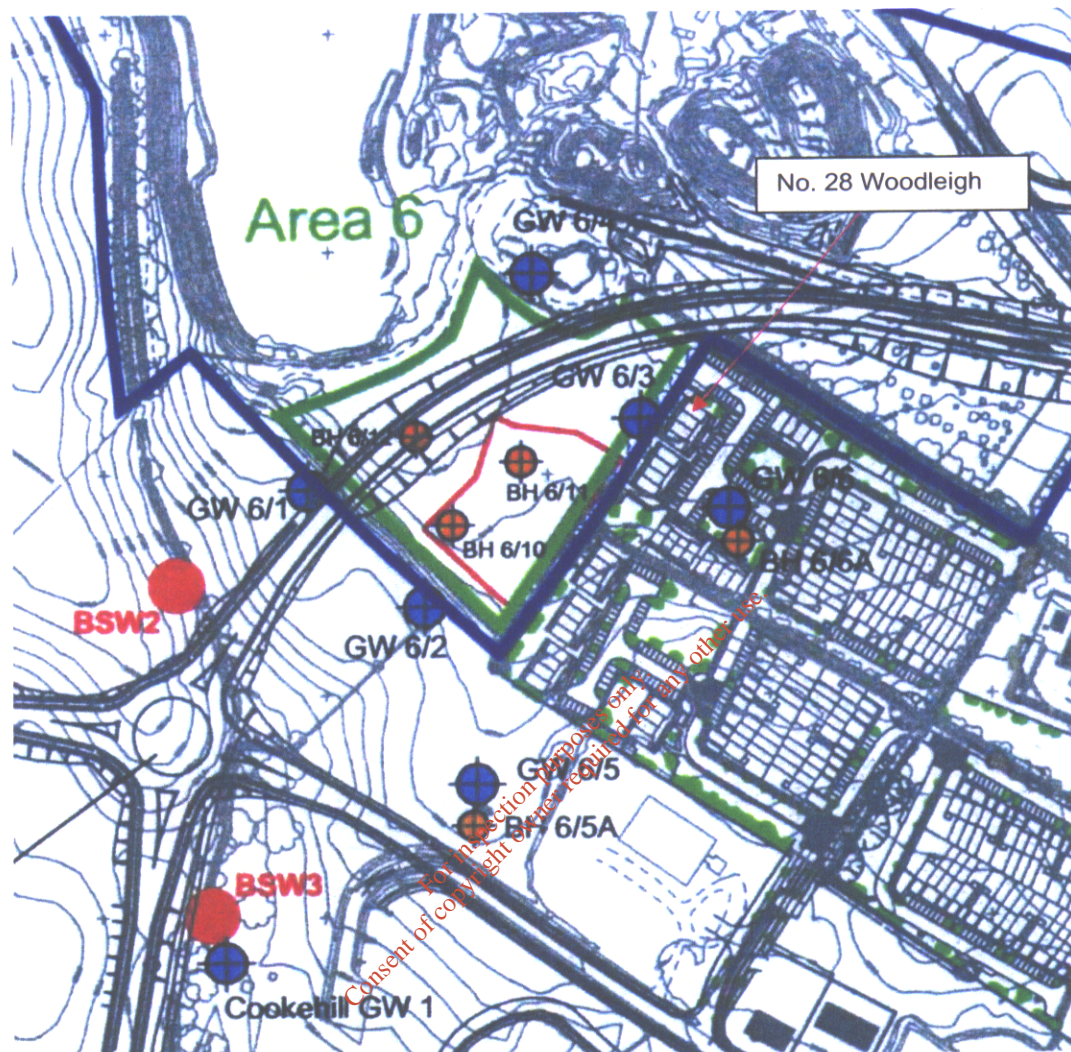 No. 28 Woodleigh
Area 6
GW 6/4
GW 6/3
BH 6/11
GW 6/1
BH 6/10
GW 6/6
BH 6/6A
BSW2
GW 6/2
GW 6/5
BH 6/5A
BSW3
Cookehill GW 1
For inspection purposes only.
Consent of copyright owner required for any other use.